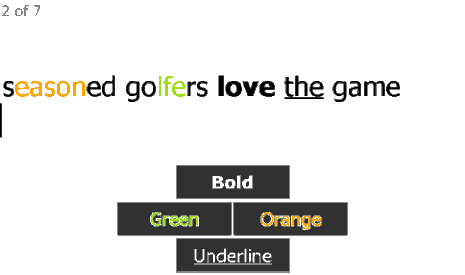 2 of 7
seasoned golfers love the game
Bold
Green Orange
Underline